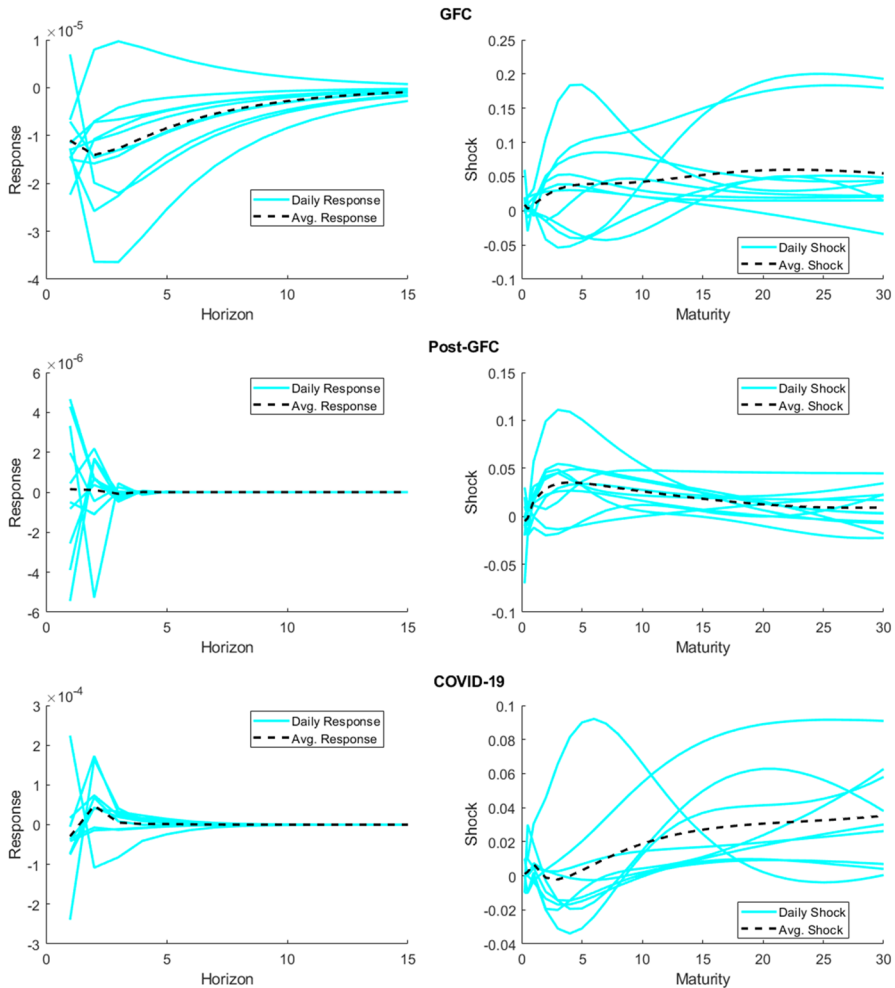 GFC
×10^-5
1
0
-1
-2
-3
-4
Response
0
5
10
15
Horizon
Daily Response
Avg. Response
0.25
0.20
0.15
0.10
0.05
0
-0.05
-0.1
Shock
0
5
10
15
20
25
30
Maturity
Daily Shock
Avg. Shock
Post-GFC
×10^-6
6
4
2
0
-2
-4
-6
Response
0
5
10
15
Horizon
Daily Response
Avg. Response
0.15
0.1
0.05
0
-0.05
-0.1
Shock
0
5
10
15
20
25
30
Maturity
Daily Shock
Avg. Shock
COVID-19
×10^-4
3
2
1
0
-1
-2
-3
Response
0
5
10
15
Horizon
Daily Response
Avg. Response
0.1
0.08
0.06
0.04
0.02
0
-0.02
-0.04
Shock
0
5
10
15
20
25
30
Maturity
Daily Shock
Avg. Shock